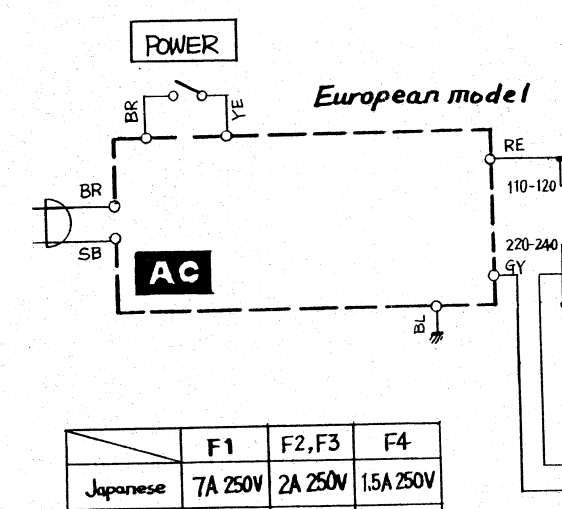 POWER
European model
BR
YE
RE
BR
110-120
SB
220-240
AC
GY
BL
F1 F2,F3 F4
Japanese 7A 250V 2A 250V 1.5A 250V